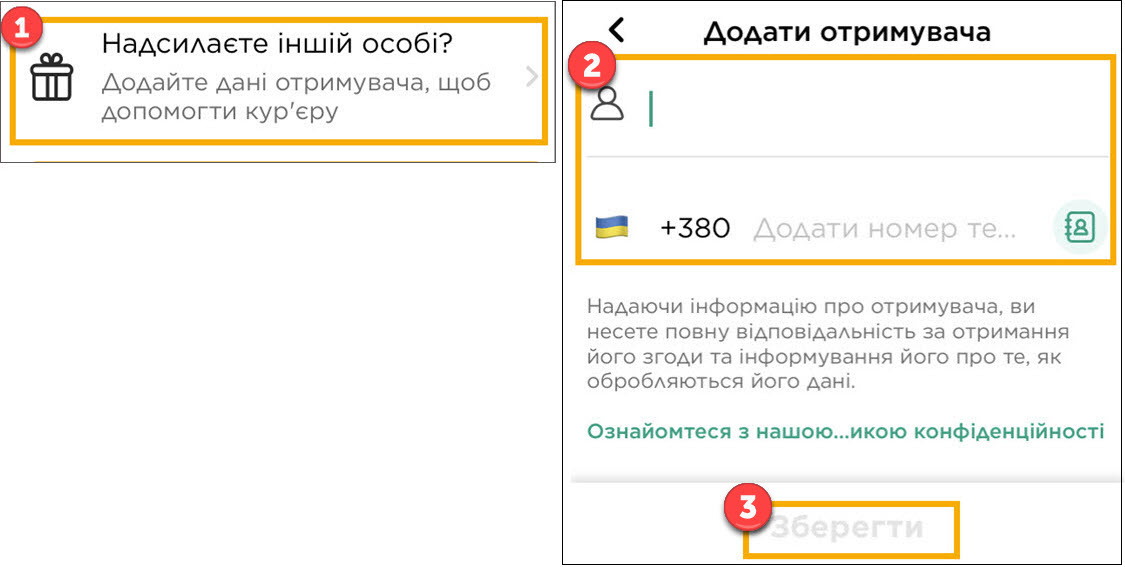 1
Надсилаєте іншій особі?
Додайте дані отримувача, щоб
допомогти кур'єру
Додати отримувача
2
+380 Додати номер те...
Надаючи інформацію про отримувача, ви
несете повну відповідальність за отримання
його згоди та інформування його про те, як
обробляються його дані.
Ознайомтеся з нашою...икою конфіденційності
3
Зберегти